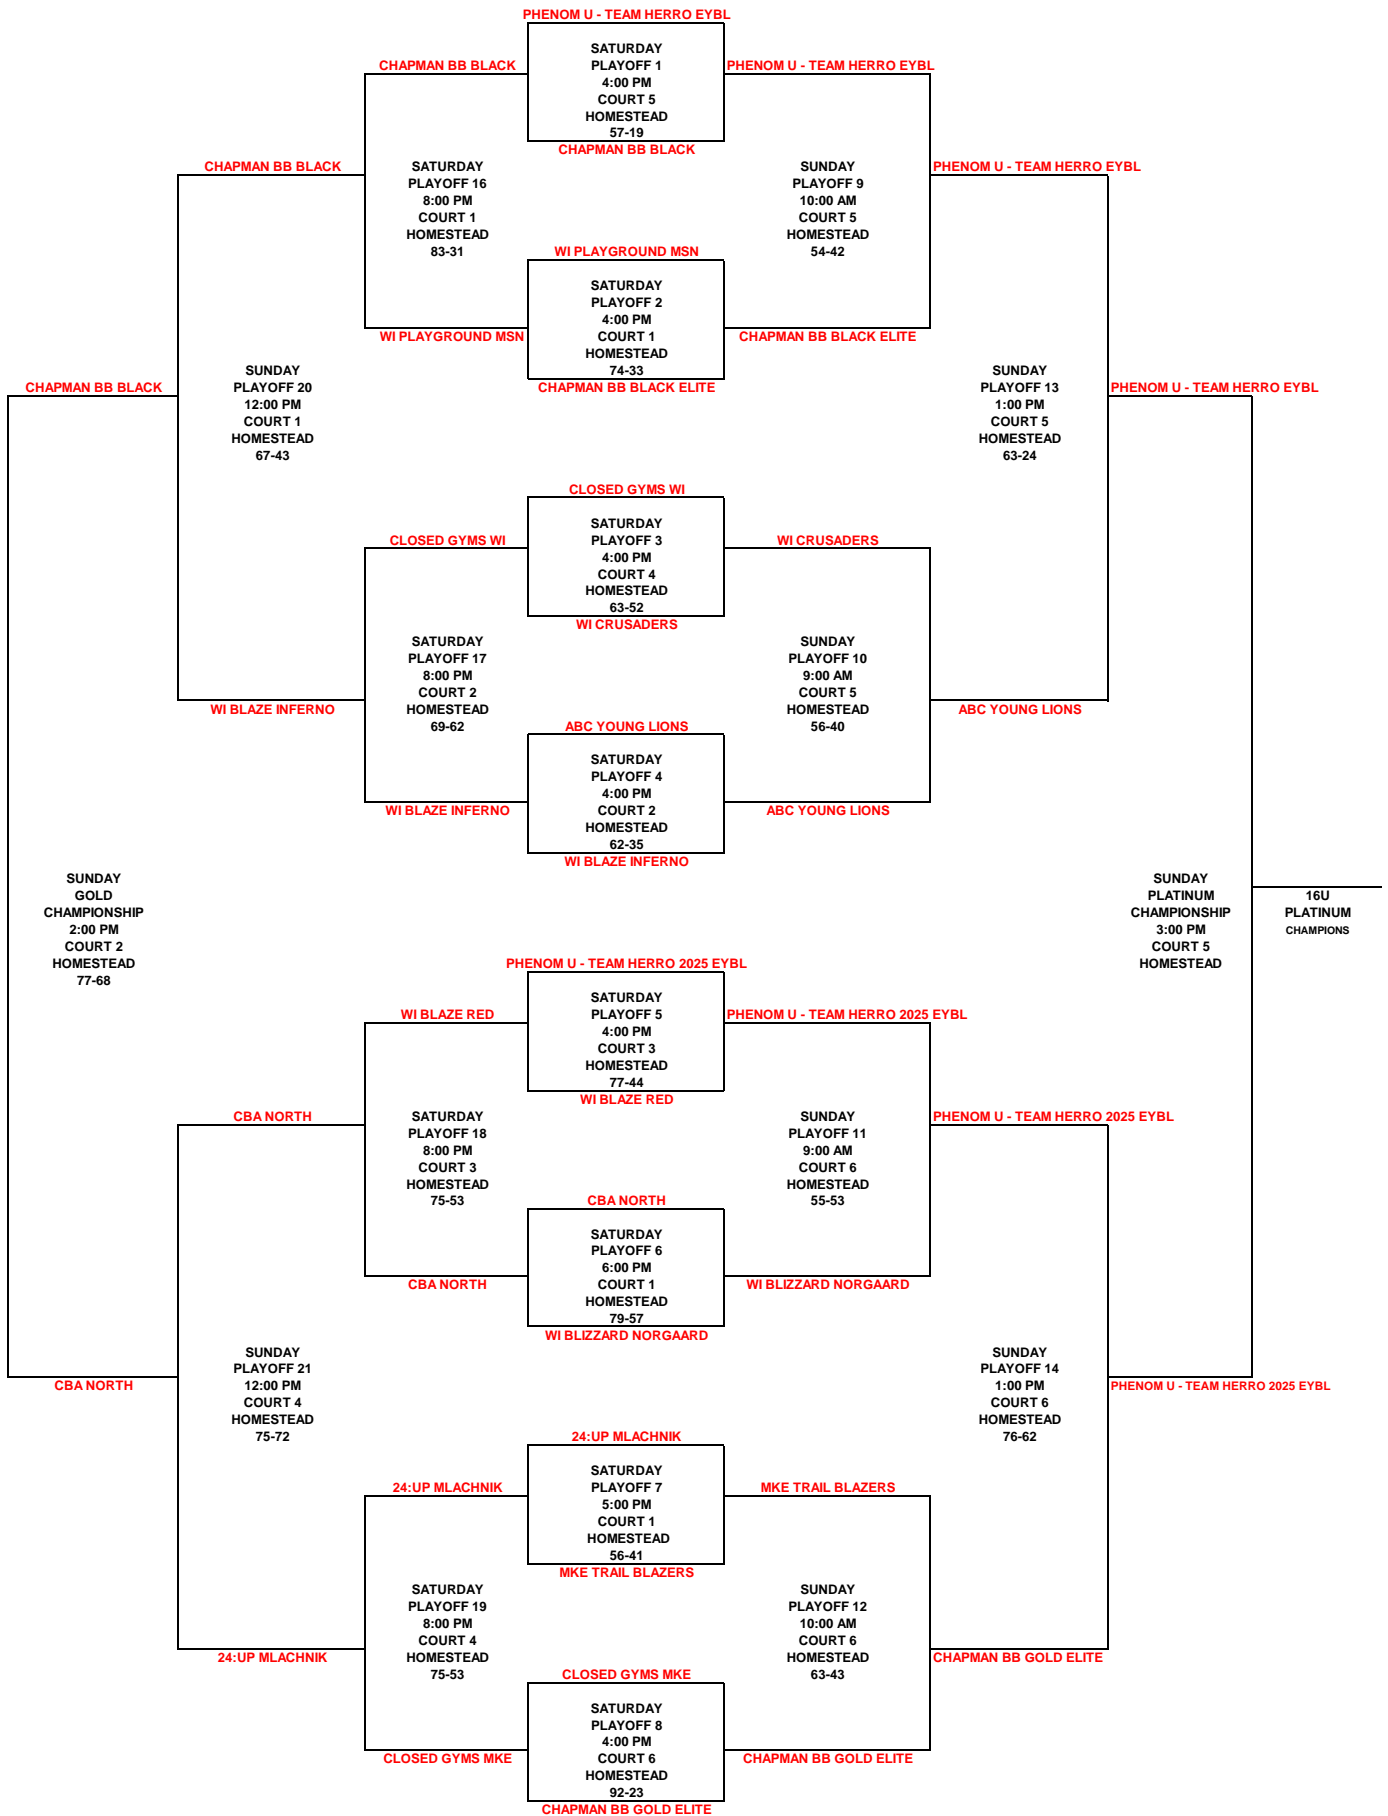 PHENOM U - TEAM HERRO EYBL
SATURDAY
PLAYOFF 1
4:00 PM
COURT 5
HOMESTEAD
57-19
CHAPMAN BB BLACK
CHAPMAN BB BLACK
PHENOM U - TEAM HERRO EYBL
CHAPMAN BB BLACK
SATURDAY
PLAYOFF 16
8:00 PM
COURT 1
HOMESTEAD
83-31
SUNDAY
PLAYOFF 9
10:00 AM
COURT 5
HOMESTEAD
54-42
PHENOM U - TEAM HERRO EYBL
WI PLAYGROUND MSN
SATURDAY
PLAYOFF 2
4:00 PM
COURT 1
HOMESTEAD
74-33
CHAPMAN BB BLACK ELITE
WI PLAYGROUND MSN
CHAPMAN BB BLACK ELITE
CHAPMAN BB BLACK
SUNDAY
PLAYOFF 20
12:00 PM
COURT 1
HOMESTEAD
67-43
SUNDAY
PLAYOFF 13
1:00 PM
COURT 5
HOMESTEAD
63-24
PHENOM U - TEAM HERRO EYBL
CLOSED GYMS WI
SATURDAY
PLAYOFF 3
4:00 PM
COURT 4
HOMESTEAD
63-52
WI CRUSADERS
CLOSED GYMS WI
WI CRUSADERS
SATURDAY
PLAYOFF 17
8:00 PM
COURT 2
HOMESTEAD
69-62
SUNDAY
PLAYOFF 10
9:00 AM
COURT 5
HOMESTEAD
56-40
WI BLAZE INFERNO
ABC YOUNG LIONS
ABC YOUNG LIONS
SATURDAY
PLAYOFF 4
4:00 PM
COURT 2
HOMESTEAD
62-35
WI BLAZE INFERNO
WI BLAZE INFERNO
ABC YOUNG LIONS
SUNDAY
GOLD
CHAMPIONSHIP
2:00 PM
COURT 2
HOMESTEAD
77-68
SUNDAY
PLATINUM
CHAMPIONSHIP
3:00 PM
COURT 5
HOMESTEAD
16U
PLATINUM
CHAMPIONS
PHENOM U - TEAM HERRO 2025 EYBL
SATURDAY
PLAYOFF 5
4:00 PM
COURT 3
HOMESTEAD
77-44
WI BLAZE RED
WI BLAZE RED
PHENOM U - TEAM HERRO 2025 EYBL
CBA NORTH
SATURDAY
PLAYOFF 18
8:00 PM
COURT 3
HOMESTEAD
75-53
SUNDAY
PLAYOFF 11
9:00 AM
COURT 6
HOMESTEAD
55-53
PHENOM U - TEAM HERRO 2025 EYBL
CBA NORTH
SATURDAY
PLAYOFF 6
6:00 PM
COURT 1
HOMESTEAD
79-57
WI BLIZZARD NORGAARD
CBA NORTH
WI BLIZZARD NORGAARD
CBA NORTH
SUNDAY
PLAYOFF 21
12:00 PM
COURT 4
HOMESTEAD
75-72
SUNDAY
PLAYOFF 14
1:00 PM
COURT 6
HOMESTEAD
76-62
PHENOM U - TEAM HERRO 2025 EYBL
24:UP MLACHNIK
SATURDAY
PLAYOFF 7
5:00 PM
COURT 1
HOMESTEAD
56-41
MKE TRAIL BLAZERS
24:UP MLACHNIK
MKE TRAIL BLAZERS
SATURDAY
PLAYOFF 19
8:00 PM
COURT 4
HOMESTEAD
75-53
SUNDAY
PLAYOFF 12
10:00 AM
COURT 6
HOMESTEAD
63-43
24:UP MLACHNIK
CHAPMAN BB GOLD ELITE
CLOSED GYMS MKE
SATURDAY
PLAYOFF 8
4:00 PM
COURT 6
HOMESTEAD
92-23
CHAPMAN BB GOLD ELITE
CLOSED GYMS MKE
CHAPMAN BB GOLD ELITE